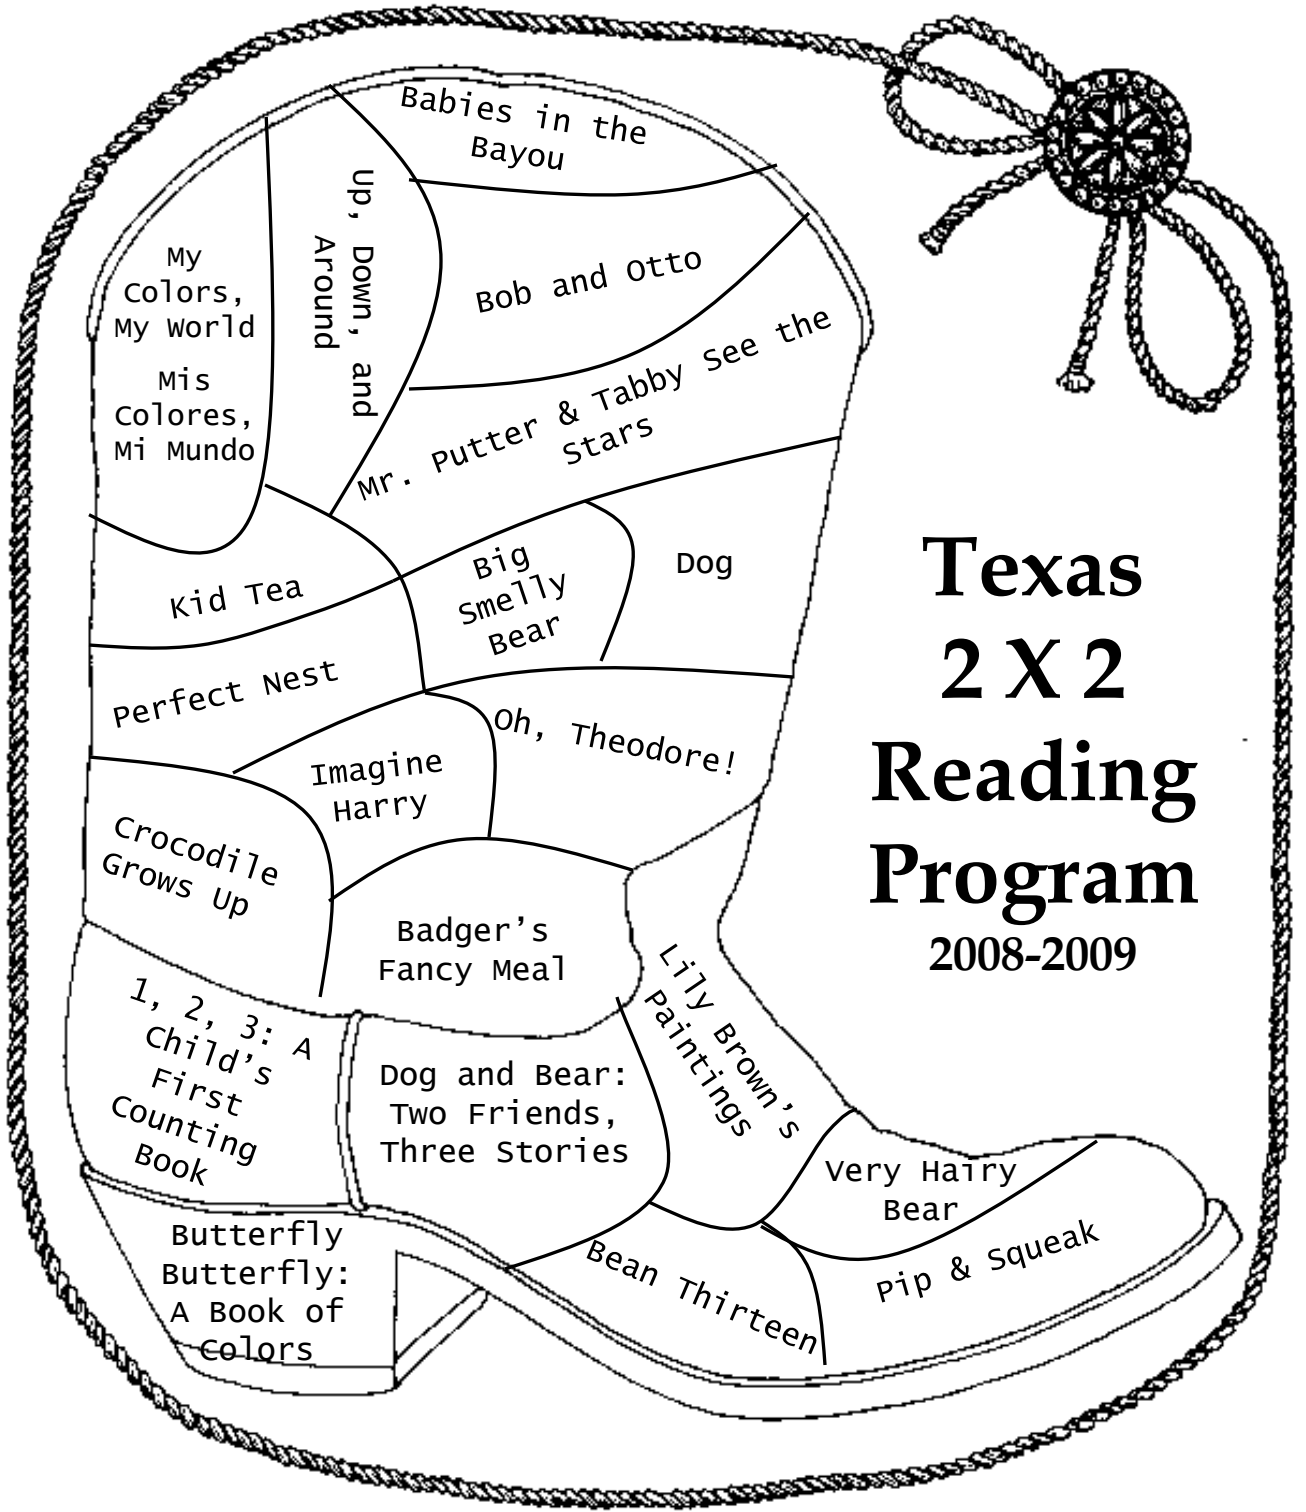 Babies in the
Bayou
Up, Down, and
Around
My
Colors,
My World
Mis
Colores,
Mi Mundo
Bob and Otto
Mr. Putter & Tabby See the
Stars
Kid Tea
Big
Smelly
Bear
Dog
Perfect Nest
Oh, Theodore!
Imagine
Harry
Crocodile
Grows Up
Badger’s
Fancy Meal
Lily Brown’s
Paintings
1, 2, 3: A
Child’s
First
Counting
Book
Dog and Bear:
Two Friends,
Three Stories
Very Hairy
Bear
Pip & Squeak
Bean Thirteen
Butterfly
Butterfly:
A Book of
Colors
Texas
2 X 2
Reading
Program
2008-2009